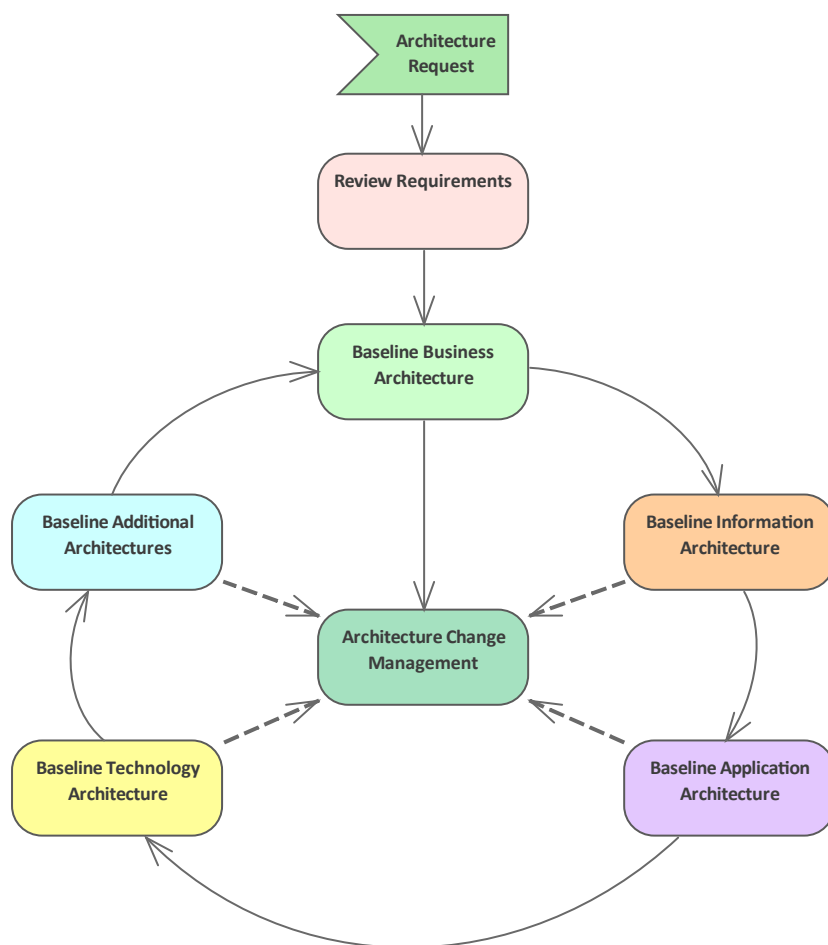 Architecture
Request
Review Requirements
Baseline Business
Architecture
Baseline Additional
Architectures
Baseline Information
Architecture
Architecture Change
Management
Baseline Technology
Architecture
Baseline Application
Architecture